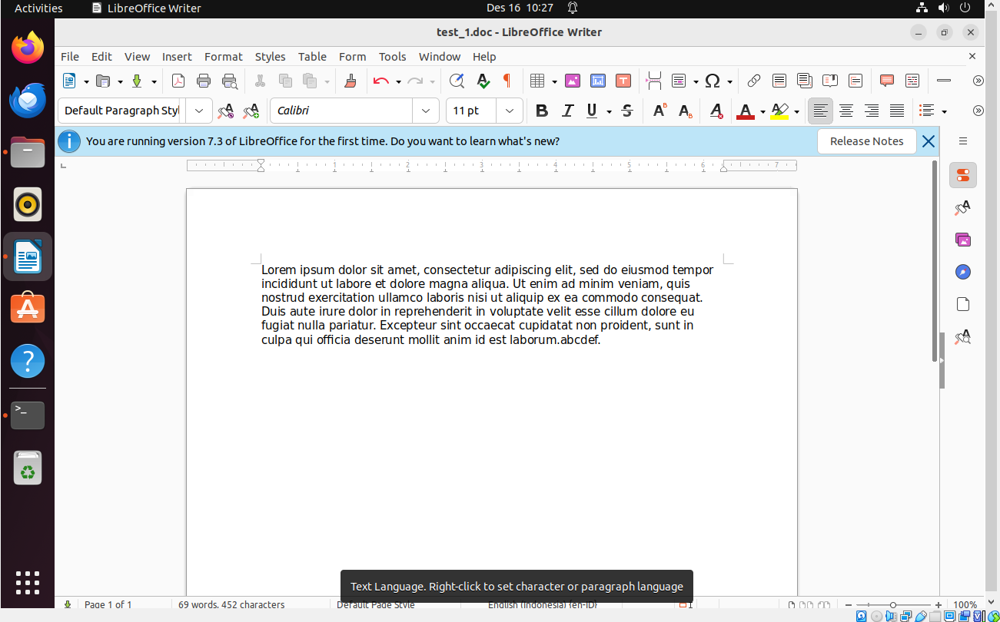 Activities LibreOffice Writer Des 16 10:27
test_1.doc - LibreOffice Writer
File Edit View Insert Format Styles Table Form Tools Window Help
Default Paragraph Styl Calibri 11 pt
You are running version 7.3 of LibreOffice for the first time. Do you want to learn what's new? Release Notes
1 2 3 4 5 6 7
Lorem ipsum dolor sit amet, consectetur adipiscing elit, sed do eiusmod tempor
incididunt ut labore et dolore magna aliqua. Ut enim ad minim veniam, quis
nostrud exercitation ullamco laboris nisi ut aliquip ex ea commodo consequat.
Duis aute irure dolor in reprehenderit in voluptate velit esse cillum dolore eu
fugiat nulla pariatur. Excepteur sint occaecat cupidatat non proident, sunt in
culpa qui officia deserunt mollit anim id est laborum.abcdef.
Text Language. Right-click to set character or paragraph language
Page 1 of 1 69 words, 452 characters Default Page Style English (Indonesia) {en-ID} 100%